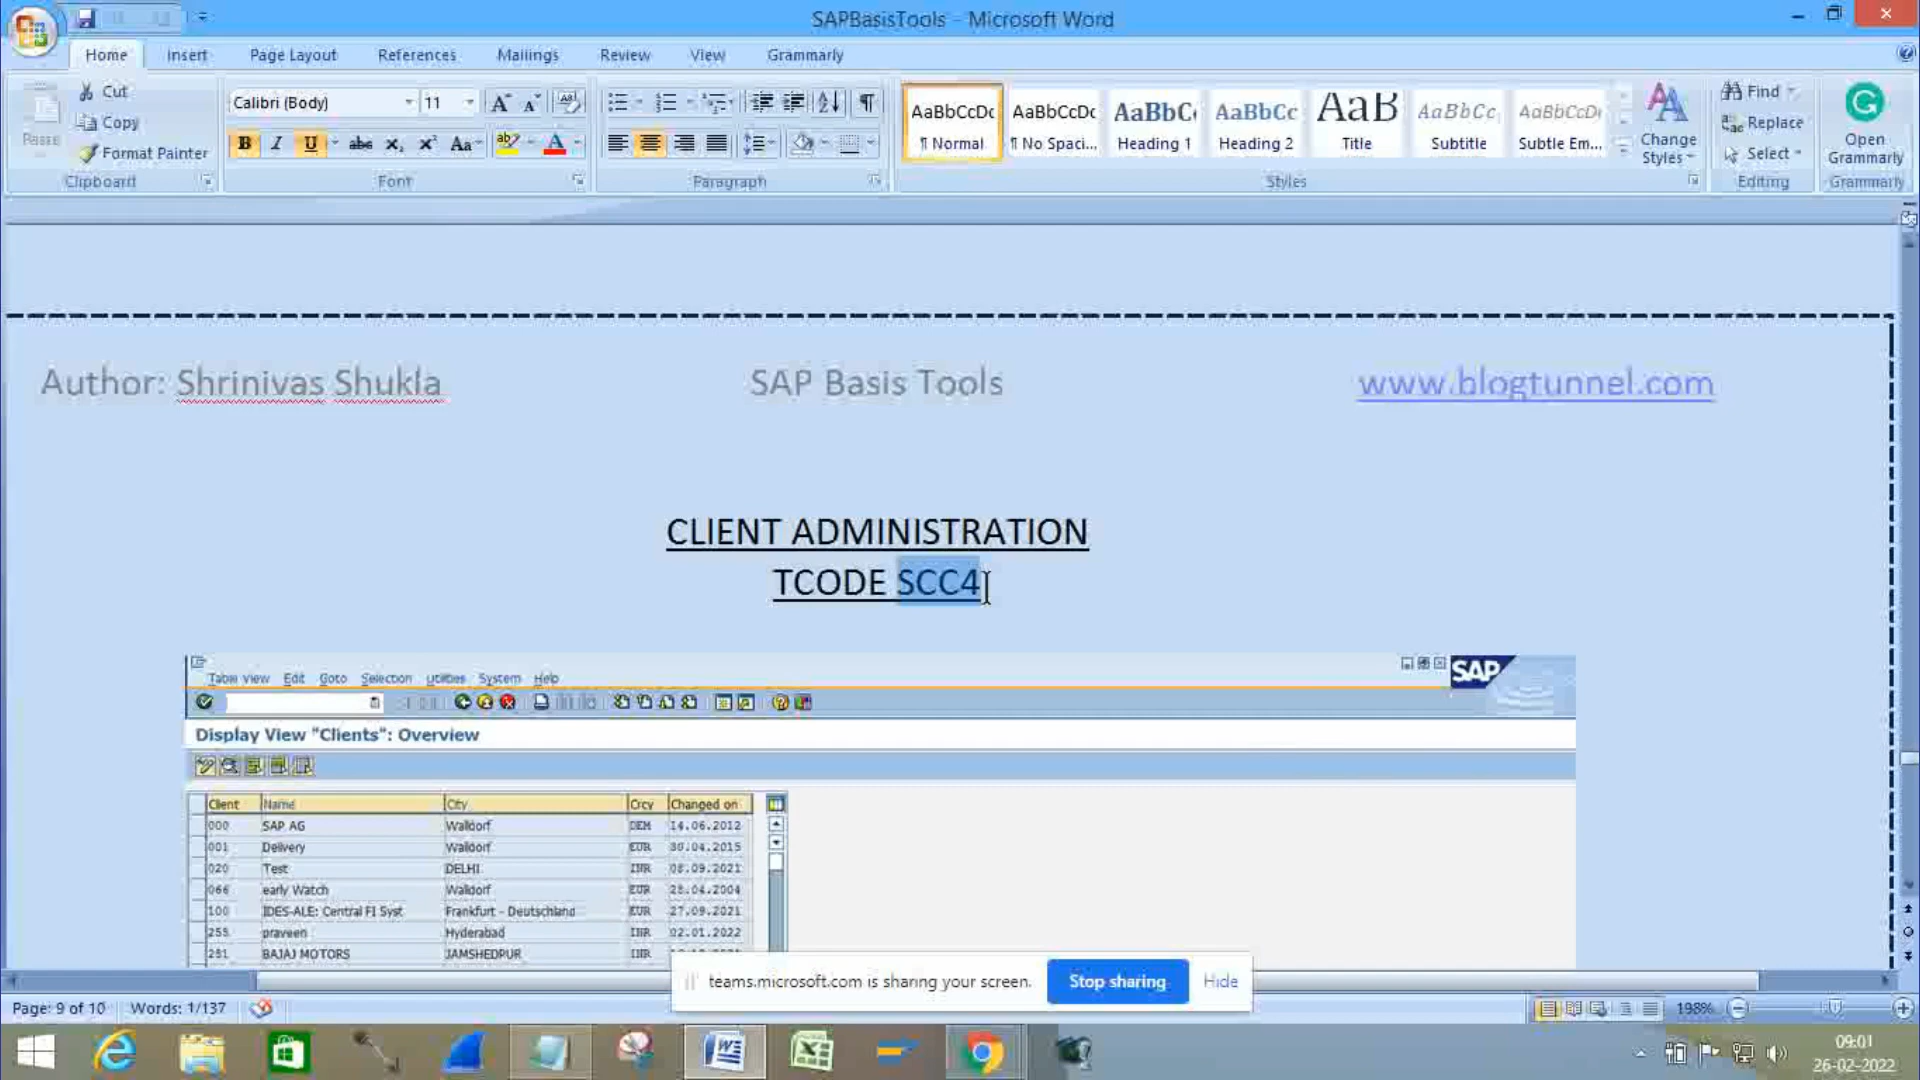 SAPBasisTools - Microsoft Word
Home Insert Page Layout References Mailings Review View Grammarly
Paste
Cut
Copy
Format Painter
Clipboard
Calibri (Body) 11
Font
Paragraph
AaBbCcDc AaBbCcDc AaBbC AaBbCc AaB AaBbCc. AaBbCcDi
¶ Normal ¶ No Spaci... Heading 1 Heading 2 Title Subtitle Subtle Em...
Change Styles
Styles
Find
Replace
Select
Editing
Open Grammarly
Grammarly
Author: Shrinivas Shukla SAP Basis Tools www.blogtunnel.com
CLIENT ADMINISTRATION
TCODE SCC4
SAP
Table View Edit Goto Selection Utilities System Help
Display View "Clients": Overview
Client Name City Crcy Changed on
000 SAP AG Walldorf DEM 14.06.2012
001 Delivery Walldorf EUR 30.04.2015
020 Test DELHI INR 08.09.2021
066 early Watch Walldorf EUR 28.04.2004
100 IDES-ALE: Central FI Syst Frankfurt - Deutschland EUR 27.09.2021
255 praveen Hyderabad INR 02.01.2022
281 BAJAJ MOTORS JAMSHEDPUR INR
teams.microsoft.com is sharing your screen. Stop sharing Hide
Page: 9 of 10 Words: 1/137 198%
09:01
26-02-2022